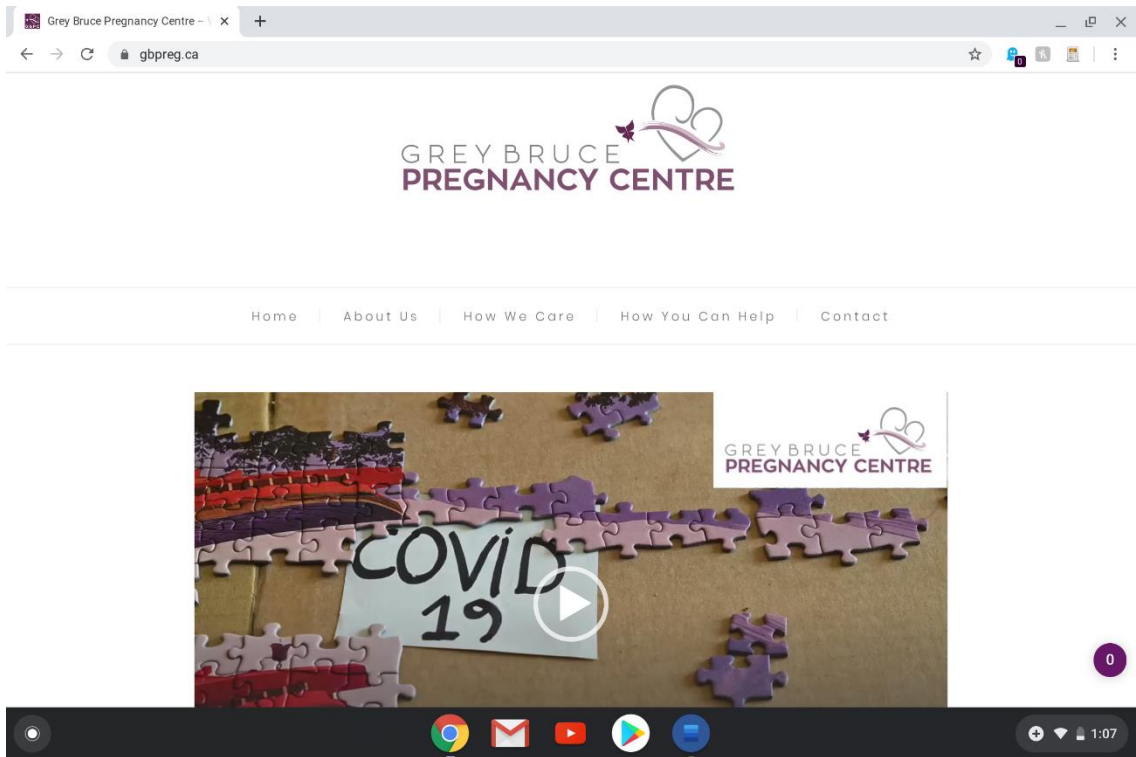 Grey Bruce Pregnancy Centre –
gbpreg.ca
0
GREY BRUCE
PREGNANCY CENTRE
Home
About Us
How We Care
How You Can Help
Contact
GREY BRUCE
PREGNANCY CENTRE
COVID
19
0
1:07